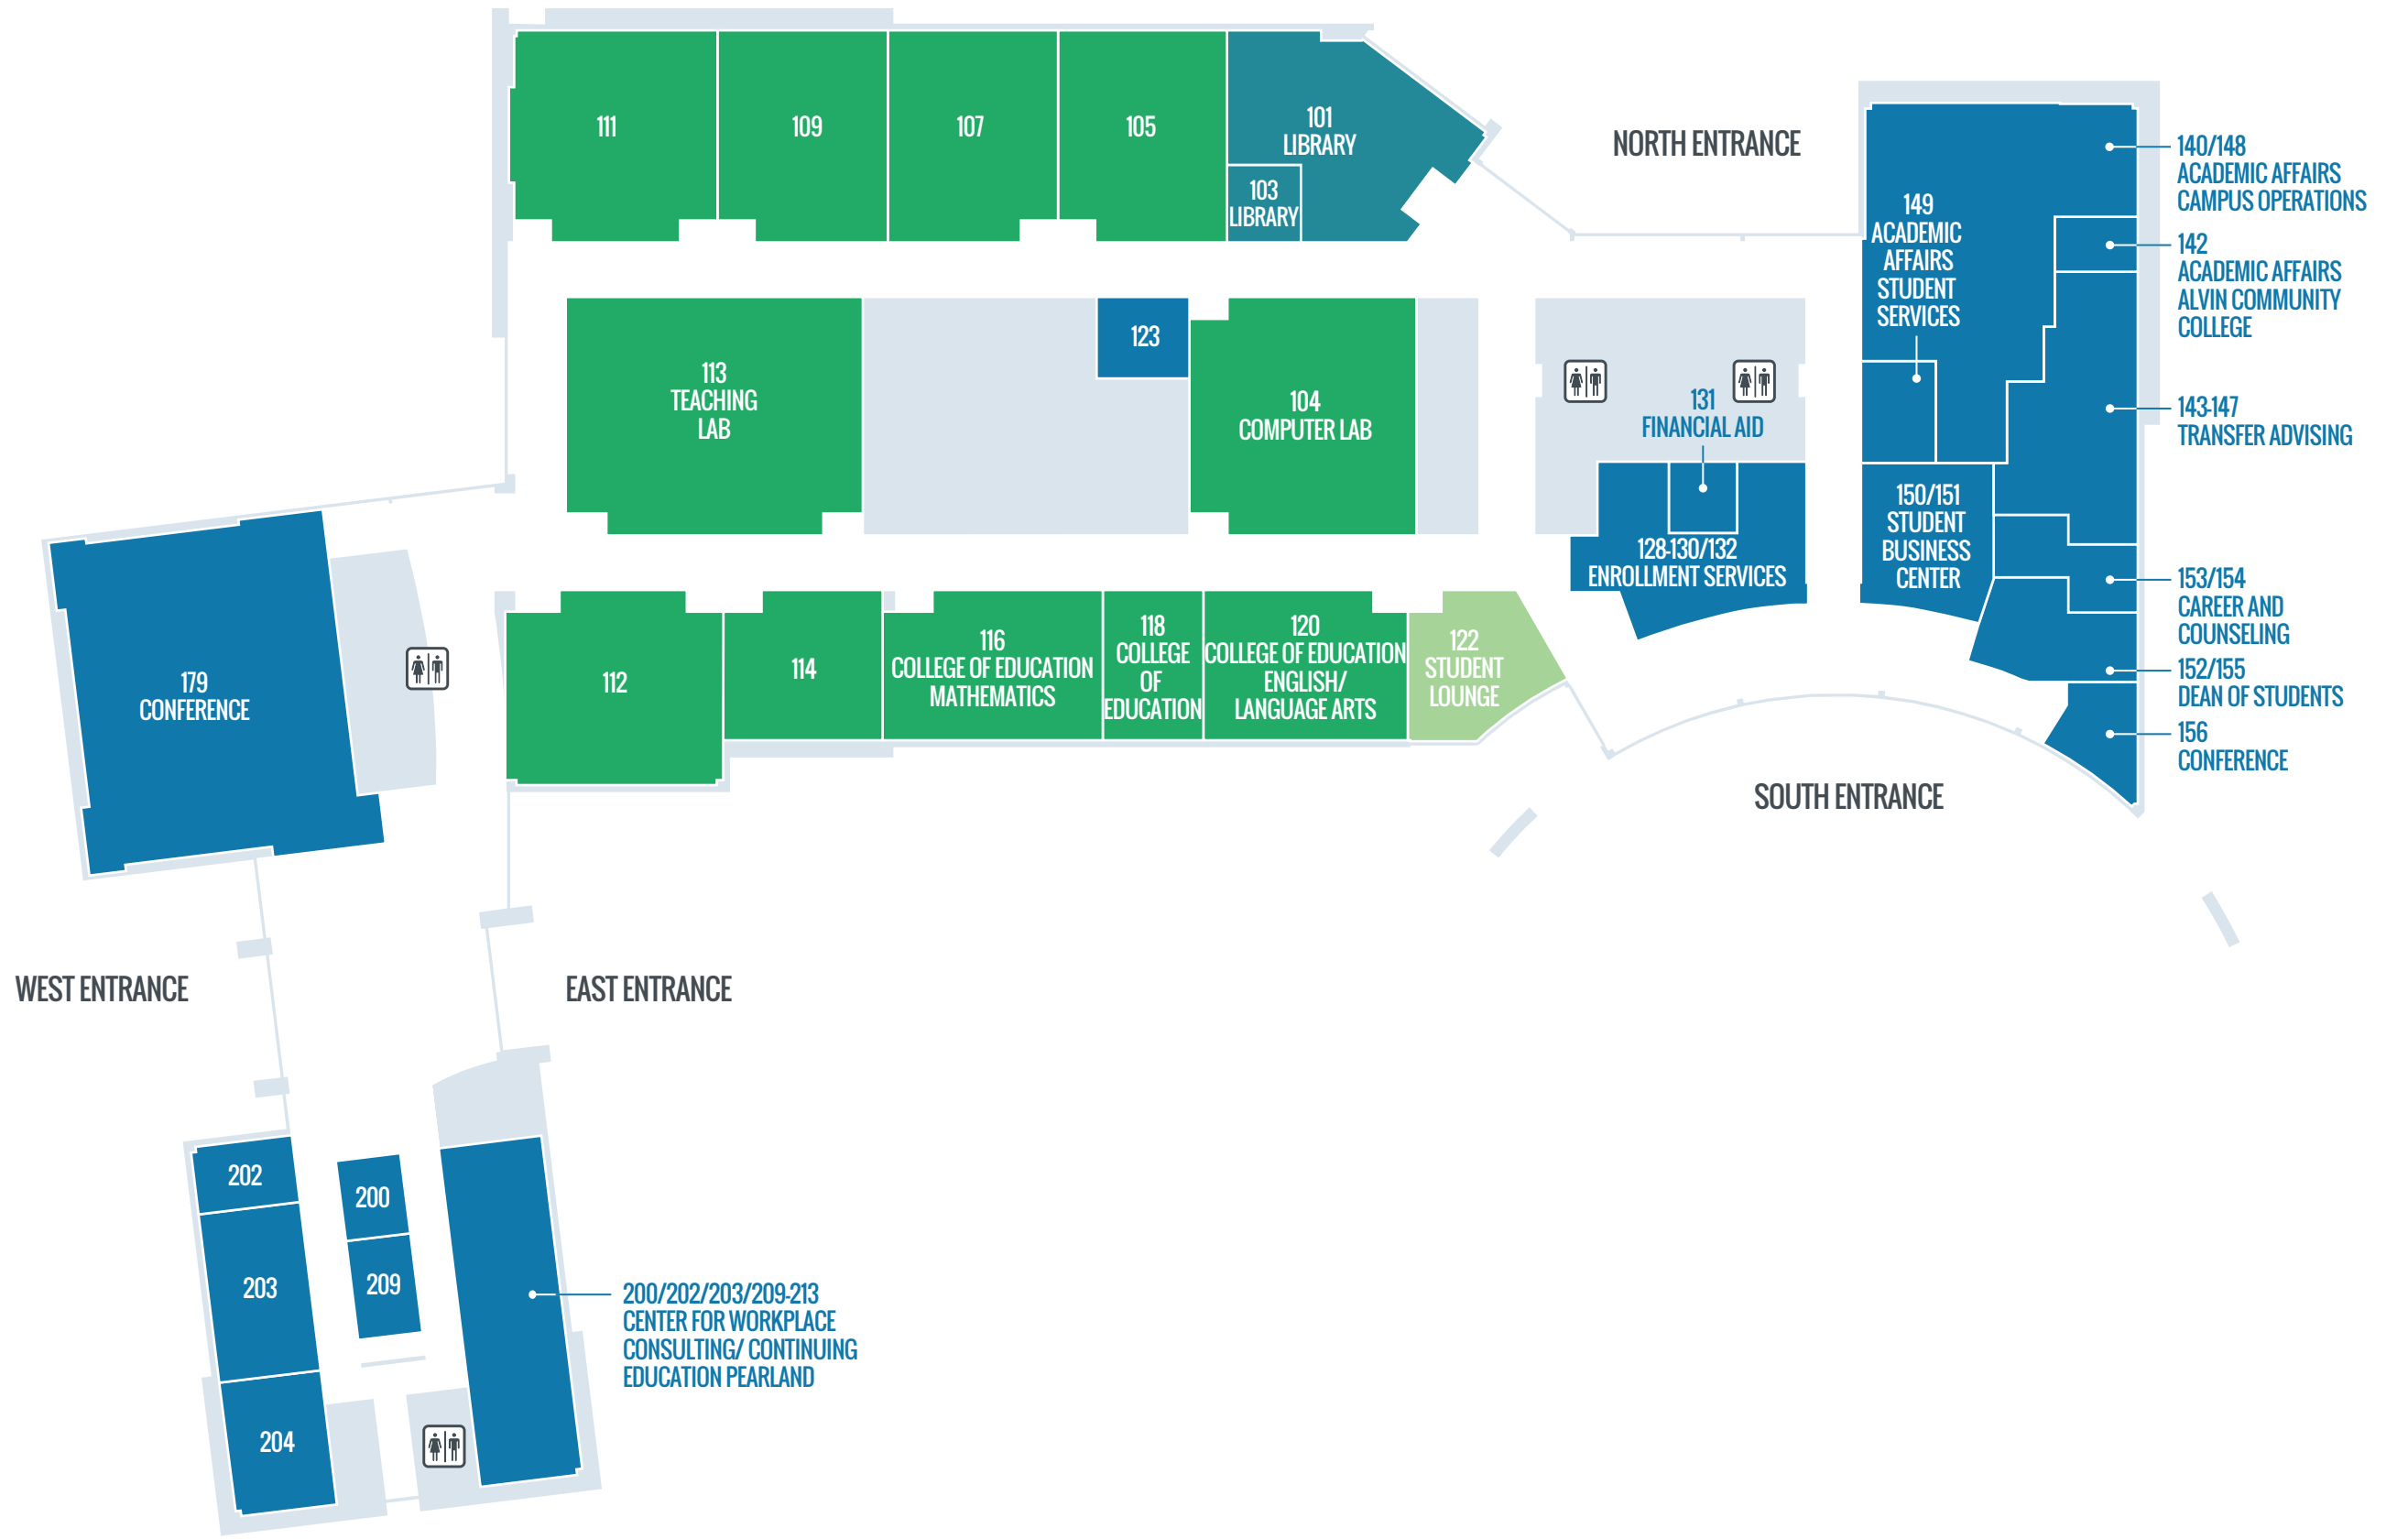 111
109
107
105
101
LIBRARY
103
LIBRARY
NORTH ENTRANCE
140/148
ACADEMIC AFFAIRS
CAMPUS OPERATIONS
149
ACADEMIC
AFFAIRS
STUDENT
SERVICES
142
ACADEMIC AFFAIRS
ALVIN COMMUNITY
COLLEGE
113
TEACHING
LAB
123
104
COMPUTER LAB
131
FINANCIAL AID
143-147
TRANSFER ADVISING
128-130/132
ENROLLMENT SERVICES
150/151
STUDENT
BUSINESS
CENTER
153/154
CAREER AND
COUNSELING
179
CONFERENCE
112
114
116
COLLEGE OF EDUCATION
MATHEMATICS
118
COLLEGE
OF
EDUCATION
120
COLLEGE OF EDUCATION
ENGLISH/
LANGUAGE ARTS
122
STUDENT
LOUNGE
152/155
DEAN OF STUDENTS
156
CONFERENCE
SOUTH ENTRANCE
WEST ENTRANCE
EAST ENTRANCE
202
200
203
209
200/202/203/209-213
CENTER FOR WORKPLACE
CONSULTING/ CONTINUING
EDUCATION PEARLAND
204